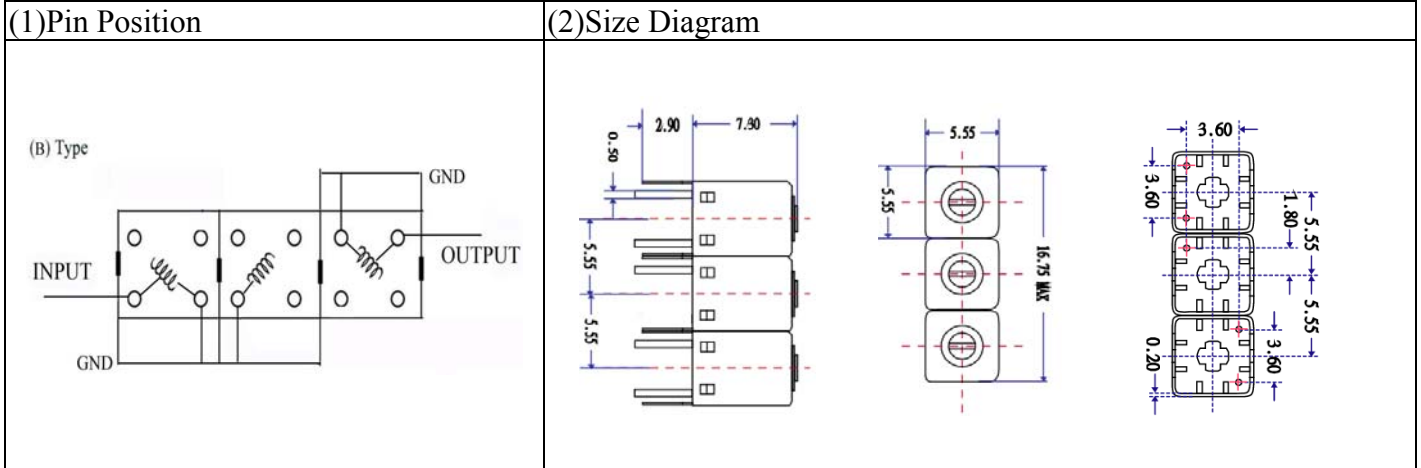 (1)Pin Position
(2)Size Diagram
(B) Type
GND
INPUT
OUTPUT
GND
2.90
7.30
0.50
5.55
5.55
5.55
5.55
16.75 MAX
3.60
3.60
1.80
5.55
5.55
3.60
0.20